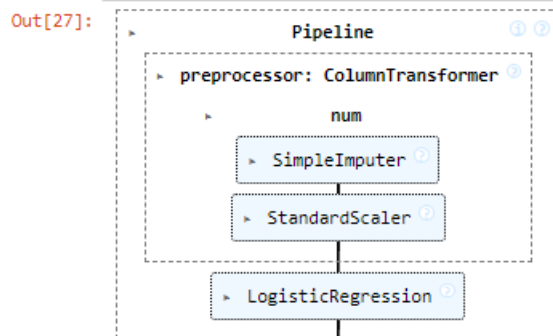 Out[27]:
Pipeline
preprocessor: ColumnTransformer
num
SimpleImputer
StandardScaler
LogisticRegression